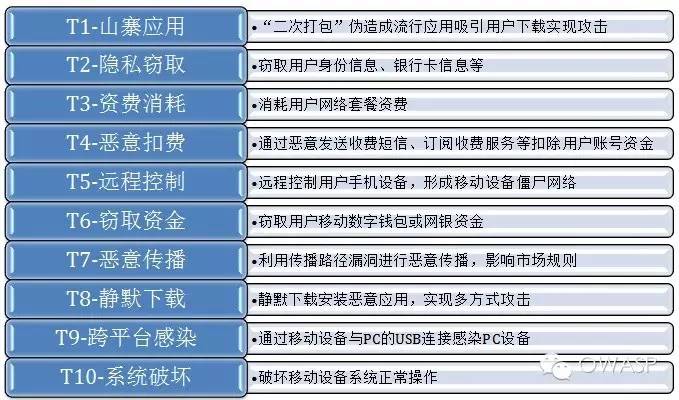 T1-山寨应用
•“二次打包”伪造成流行应用吸引用户下载实现攻击
T2-隐私窃取
•窃取用户身份信息、银行卡信息等
T3-资费消耗
•消耗用户网络套餐资费
T4-恶意扣费
•通过恶意发送收费短信、订阅收费服务等扣除用户账号资金
T5-远程控制
•远程控制用户手机设备，形成移动设备僵尸网络
T6-窃取资金
•窃取用户移动数字钱包或网银资金
T7-恶意传播
•利用传播路径漏洞进行恶意传播，影响市场规则
T8-静默下载
•静默下载安装恶意应用，实现多方式攻击
T9-跨平台感染
•通过移动设备与PC的USB连接感染PC设备
T10-系统破坏
•破坏移动设备系统正常操作
OWASP